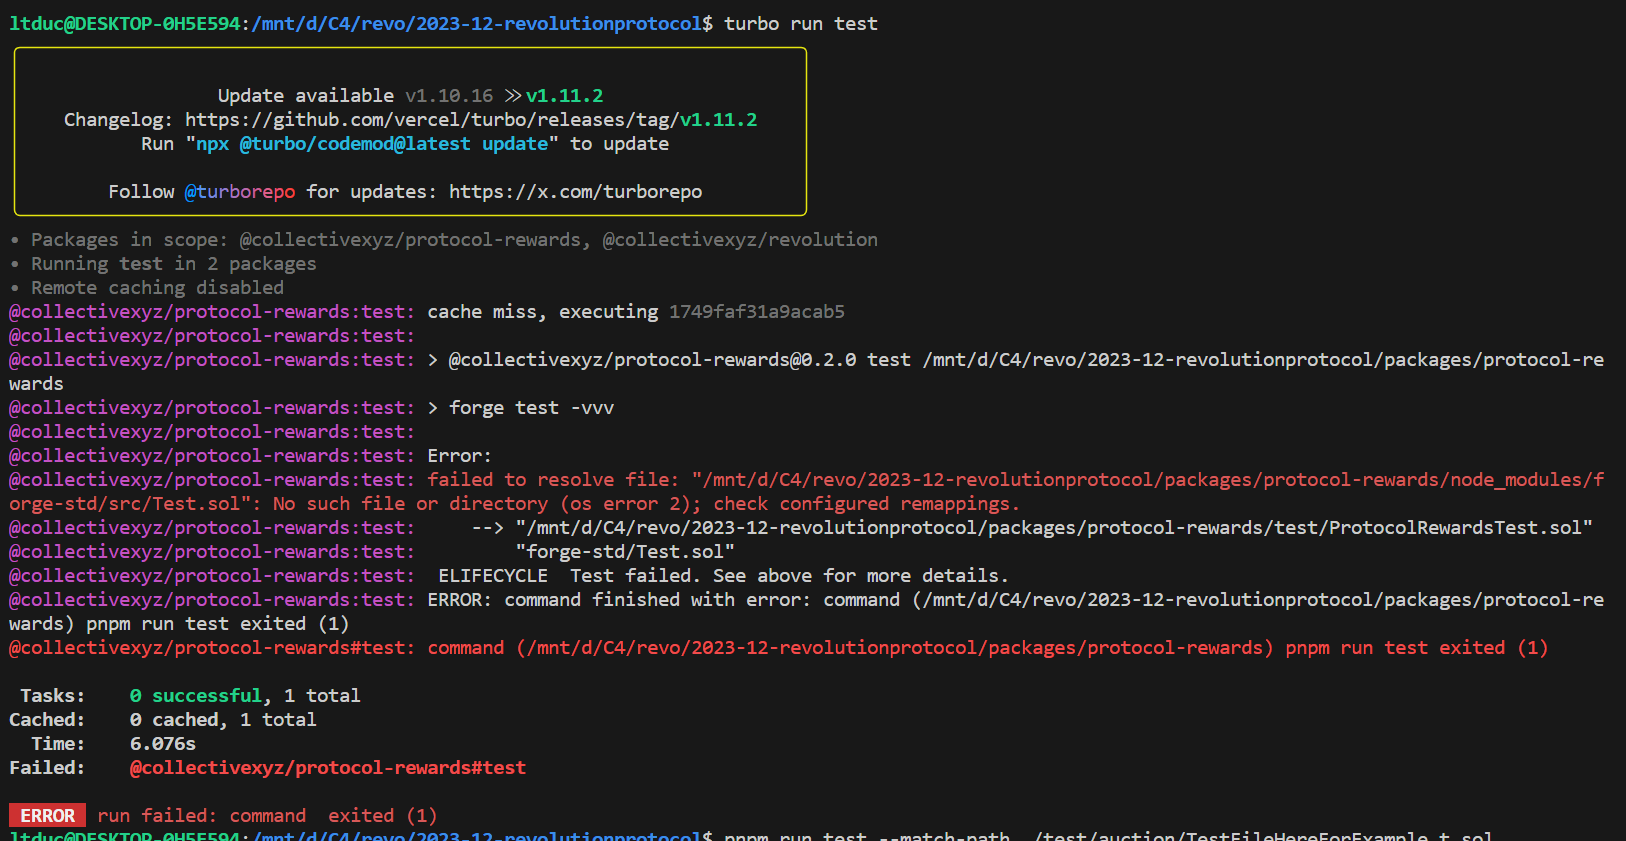 ltduc@DESKTOP-0H5E594:/mnt/d/C4/revo/2023-12-revolutionprotocol$ turbo run test
Update available v1.10.16 ≫ v1.11.2
Changelog: https://github.com/vercel/turbo/releases/tag/v1.11.2
Run "npx @turbo/codemod@latest update" to update
Follow @turborepo for updates: https://x.com/turborepo
• Packages in scope: @collectivexyz/protocol-rewards, @collectivexyz/revolution
• Running test in 2 packages
• Remote caching disabled
@collectivexyz/protocol-rewards:test: cache miss, executing 1749faf31a9acab5
@collectivexyz/protocol-rewards:test:
@collectivexyz/protocol-rewards:test: > @collectivexyz/protocol-rewards@0.2.0 test /mnt/d/C4/revo/2023-12-revolutionprotocol/packages/protocol-re
wards
@collectivexyz/protocol-rewards:test: > forge test -vvv
@collectivexyz/protocol-rewards:test:
@collectivexyz/protocol-rewards:test: Error:
@collectivexyz/protocol-rewards:test: failed to resolve file: "/mnt/d/C4/revo/2023-12-revolutionprotocol/packages/protocol-rewards/node_modules/f
orge-std/src/Test.sol": No such file or directory (os error 2); check configured remappings.
@collectivexyz/protocol-rewards:test:     --> "/mnt/d/C4/revo/2023-12-revolutionprotocol/packages/protocol-rewards/test/ProtocolRewardsTest.sol"
@collectivexyz/protocol-rewards:test:         "forge-std/Test.sol"
@collectivexyz/protocol-rewards:test:  ELIFECYCLE  Test failed. See above for more details.
@collectivexyz/protocol-rewards:test: ERROR: command finished with error: command (/mnt/d/C4/revo/2023-12-revolutionprotocol/packages/protocol-re
wards) pnpm run test exited (1)
@collectivexyz/protocol-rewards#test: command (/mnt/d/C4/revo/2023-12-revolutionprotocol/packages/protocol-rewards) pnpm run test exited (1)
Tasks:    0 successful, 1 total
Cached:    0 cached, 1 total
Time:    6.076s
Failed:    @collectivexyz/protocol-rewards#test
ERROR  run failed: command  exited (1)
ltduc@DESKTOP-0H5E594:/mnt/d/C4/revo/2023-12-revolutionprotocol$ pnpm run test --match-path ./test/auction/TestFileHereForExample.t.sol